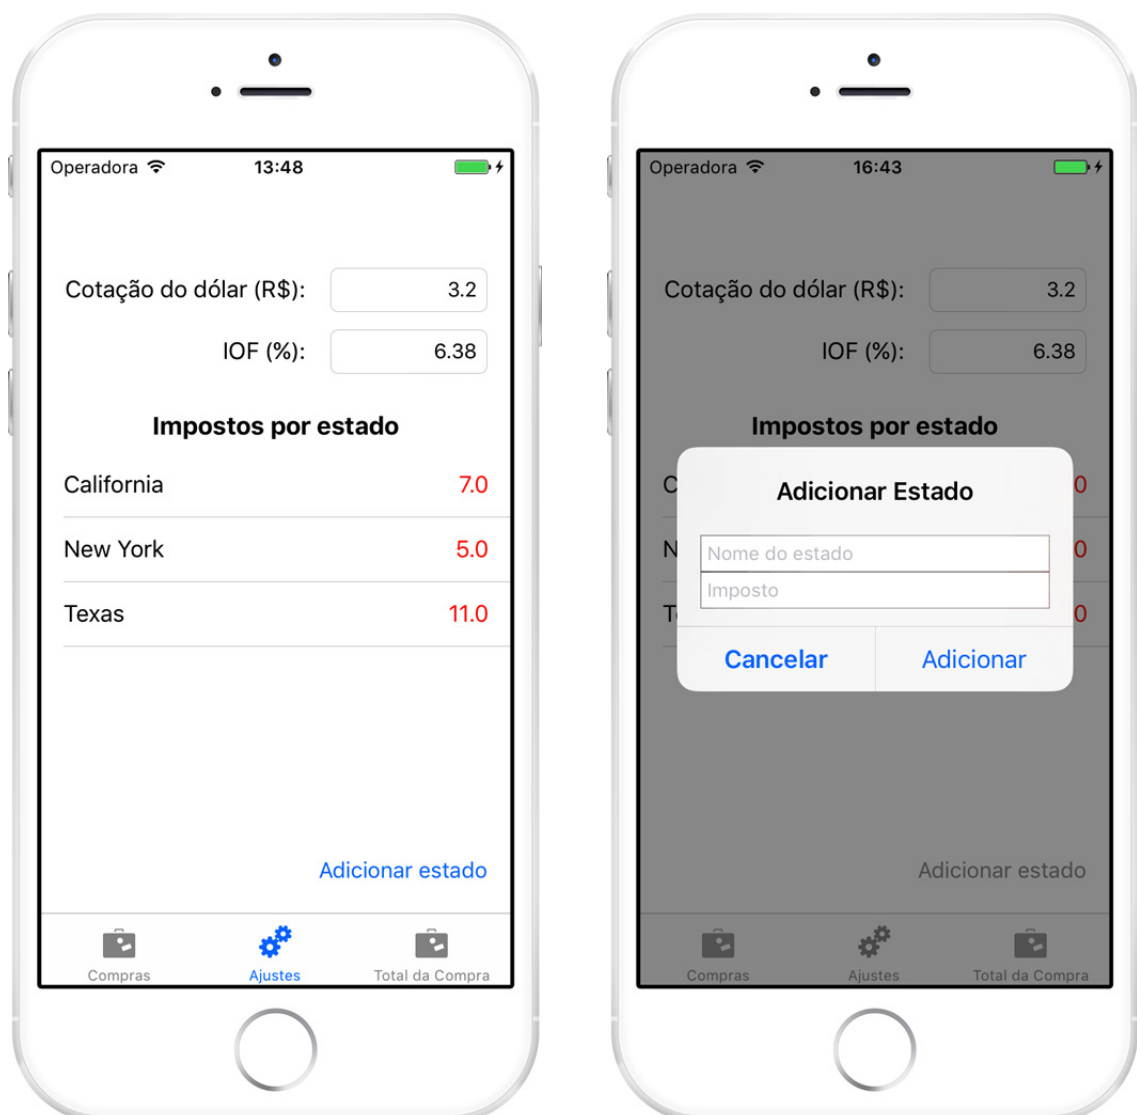 Operadora 13:48
Cotação do dólar (R$): 3.2
IOF (%): 6.38
Impostos por estado
California 7.0
New York 5.0
Texas 11.0
Adicionar estado
Compras Ajustes Total da Compra
Operadora 16:43
Cotação do dólar (R$): 3.2
IOF (%): 6.38
Impostos por estado
C 0
Adicionar Estado
N 0
Nome do estado
Imposto
T 0
Cancelar Adicionar
Adicionar estado
Compras Ajustes Total da Compra